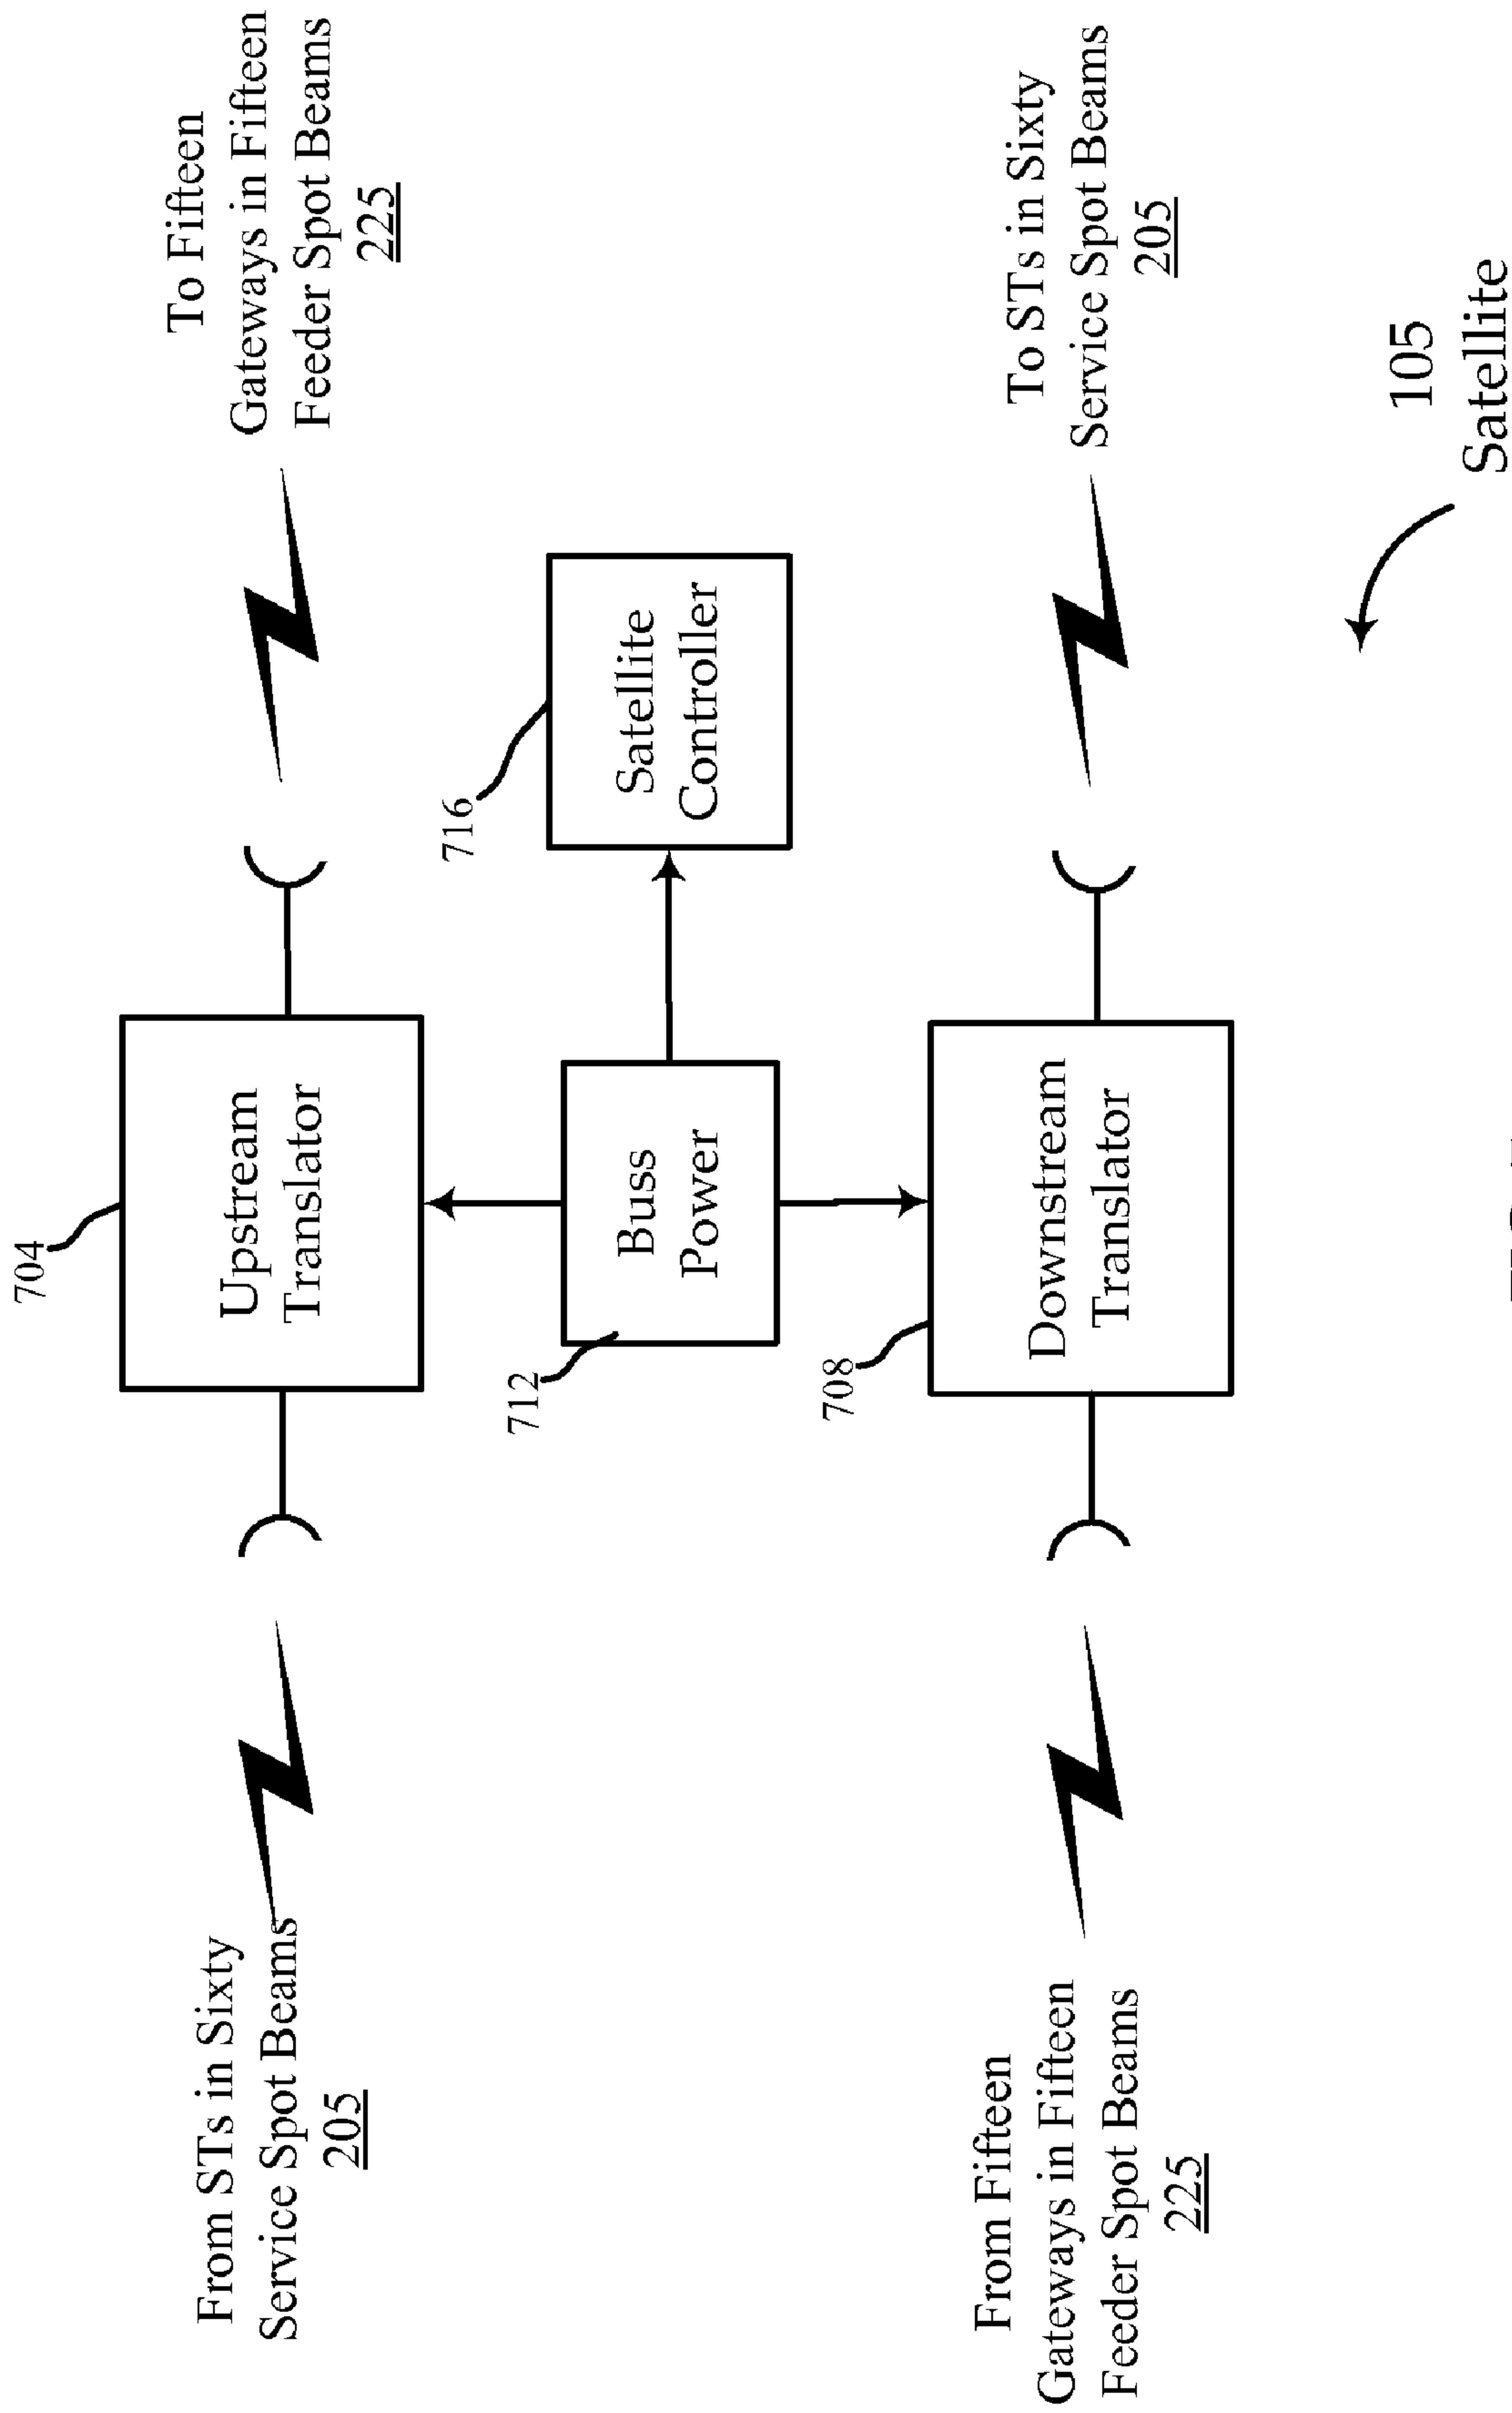 704
From STs in Sixty
Service Spot Beams
205
Upstream
Translator
To Fifteen
Gateways in Fifteen
Feeder Spot Beams
225
712
Buss
Power
716
Satellite
Controller
708
From Fifteen
Gateways in Fifteen
Feeder Spot Beams
225
Downstream
Translator
To STs in Sixty
Service Spot Beams
205
105
Satellite